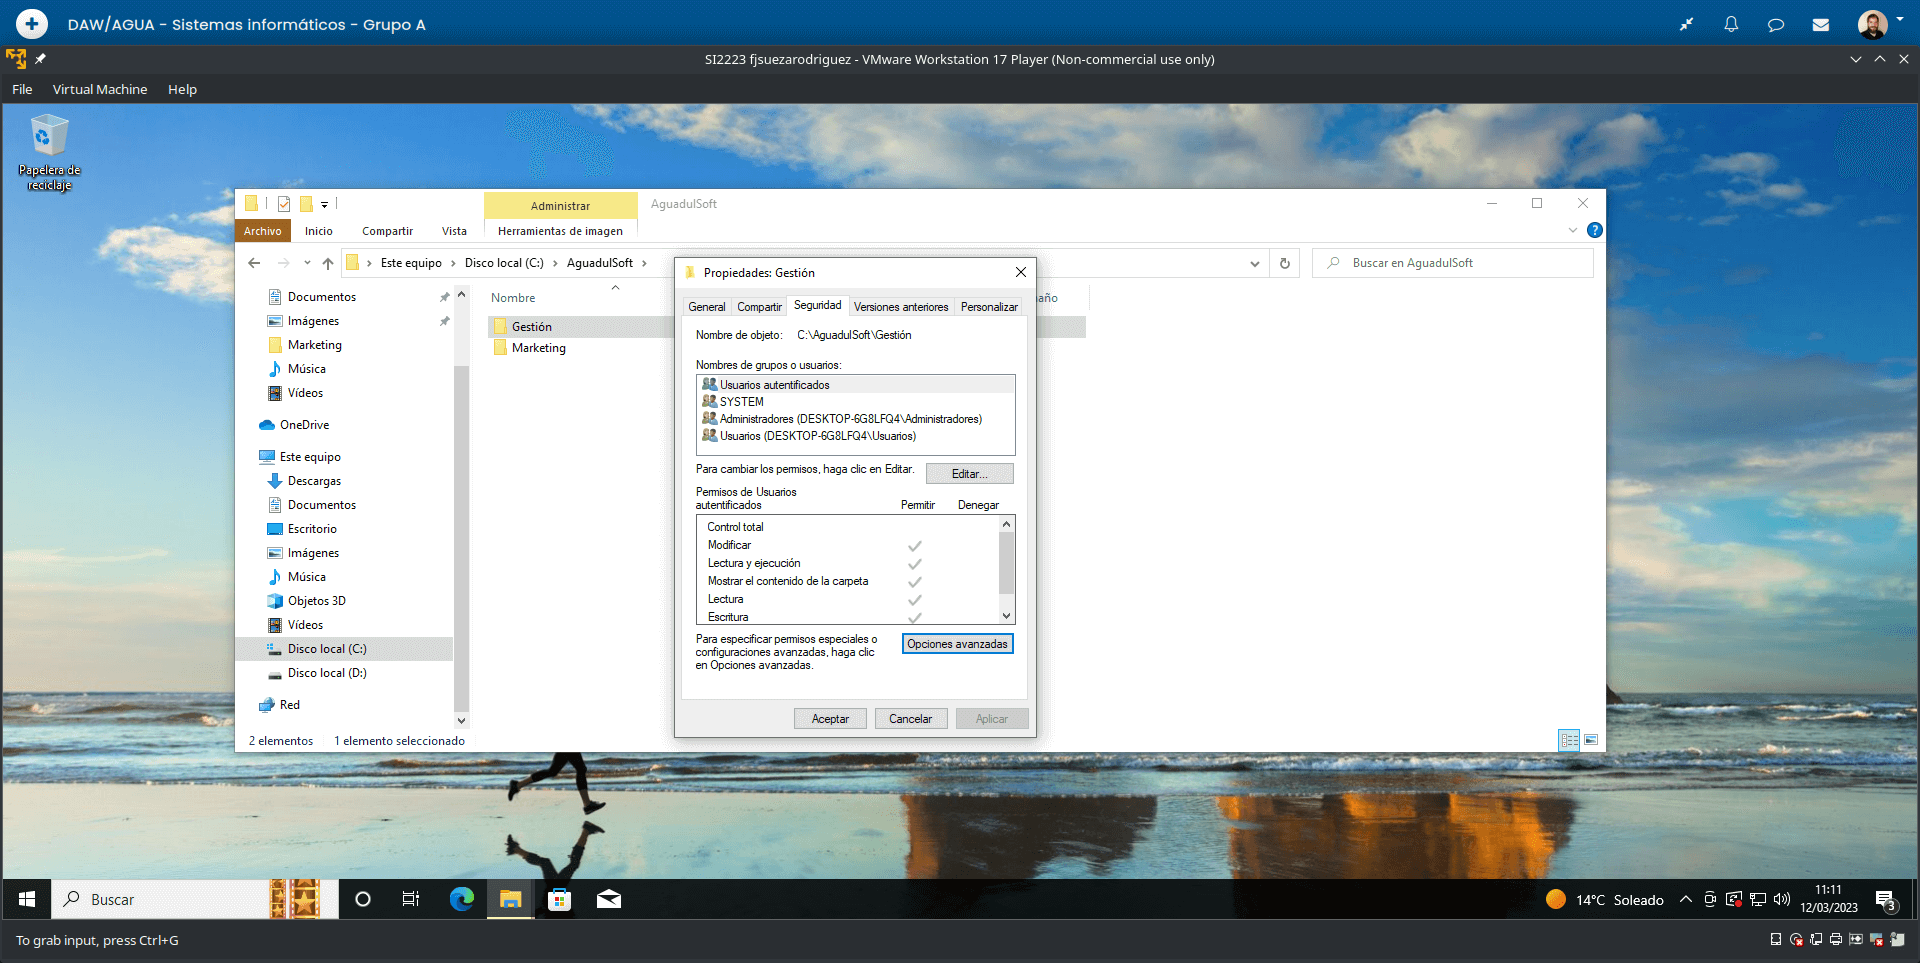 DAW/AGUA - Sistemas informáticos - Grupo A
SI2223 fjsuezarodriguez - VMware Workstation 17 Player (Non-commercial use only)
File Virtual Machine Help
Papelera de
reciclaje
Administrar AguadulSoft
Archivo Inicio Compartir Vista Herramientas de imagen
Este equipo Disco local (C:) AguadulSoft
Buscar en AguadulSoft
Documentos
Imágenes
Marketing
Música
Vídeos
OneDrive
Este equipo
Descargas
Documentos
Escritorio
Imágenes
Música
Objetos 3D
Vídeos
Disco local (C:)
Disco local (D:)
Red
2 elementos 1 elemento seleccionado
Nombre
Gestión
Marketing
Propiedades: Gestión
General Compartir Seguridad Versiones anteriores Personalizar
Nombre de objeto: C:\AguadulSoft\Gestión
Nombres de grupos o usuarios:
Usuarios autentificados
SYSTEM
Administradores (DESKTOP-6G8LFQ4\Administradores)
Usuarios (DESKTOP-6G8LFQ4\Usuarios)
Para cambiar los permisos, haga clic en Editar. Editar...
Permisos de Usuarios
autentificados Permitir Denegar
Control total
Modificar
Lectura y ejecución
Mostrar el contenido de la carpeta
Lectura
Escritura
Para especificar permisos especiales o
configuraciones avanzadas, haga clic
en Opciones avanzadas.
Opciones avanzadas
Aceptar Cancelar Aplicar
Buscar
14°C Soleado
11:11
12/03/2023
3
To grab input, press Ctrl+G